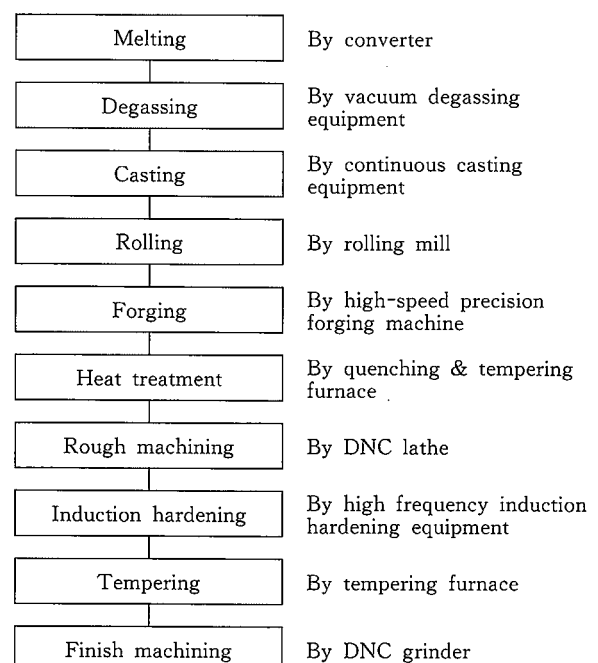 Melting By converter
Degassing By vacuum degassing
equipment
Casting By continuous casting
equipment
Rolling By rolling mill
Forging By high-speed precision
forging machine
Heat treatment By quenching & tempering
furnace
Rough machining By DNC lathe
Induction hardening By high frequency induction
hardening equipment
Tempering By tempering furnace
Finish machining By DNC grinder